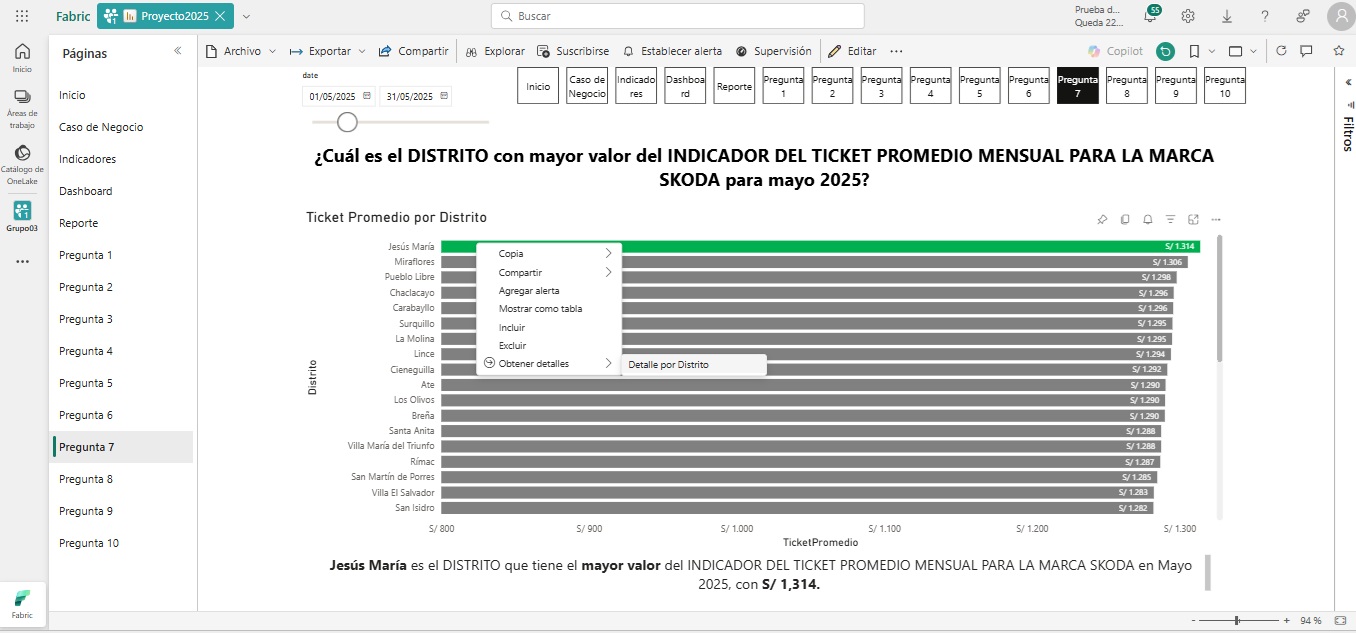 Fabric
Proyecto2025
Buscar
Prueba d...
Queda 22...
55
Inicio
Áreas de
trabajo
Catálogo de
OneLake
Grupo03
Fabric
Páginas
Inicio
Caso de Negocio
Indicadores
Dashboard
Reporte
Pregunta 1
Pregunta 2
Pregunta 3
Pregunta 4
Pregunta 5
Pregunta 6
Pregunta 7
Pregunta 8
Pregunta 9
Pregunta 10
Archivo
Exportar
Compartir
Explorar
Suscribirse
Establecer alerta
Supervisión
Editar
Copilot
date
01/05/2025
31/05/2025
Inicio
Caso de
Negocio
Indicado
res
Dashboa
rd
Reporte
Pregunta
1
Pregunta
2
Pregunta
3
Pregunta
4
Pregunta
5
Pregunta
6
Pregunta
7
Pregunta
8
Pregunta
9
Pregunta
10
Filtros
¿Cuál es el DISTRITO con mayor valor del INDICADOR DEL TICKET PROMEDIO MENSUAL PARA LA MARCA
SKODA para mayo 2025?
Ticket Promedio por Distrito
Distrito
Jesús María S/ 1.314
Miraflores S/ 1.306
Pueblo Libre S/ 1.298
Chaclacayo S/ 1.296
Carabayllo S/ 1.296
Surquillo S/ 1.295
La Molina S/ 1.295
Lince S/ 1.294
Cieneguilla S/ 1.292
Ate S/ 1.290
Los Olivos S/ 1.290
Breña S/ 1.290
Santa Anita S/ 1.288
Villa María del Triunfo S/ 1.288
Rímac S/ 1.287
San Martín de Porres S/ 1.285
Villa El Salvador S/ 1.283
San Isidro S/ 1.282
Copia
Compartir
Agregar alerta
Mostrar como tabla
Incluir
Excluir
Obtener detalles
Detalle por Distrito
S/ 800 S/ 900 S/ 1.000 S/ 1.100 S/ 1.200 S/ 1.300
TicketPromedio
Jesús María es el DISTRITO que tiene el mayor valor del INDICADOR DEL TICKET PROMEDIO MENSUAL PARA LA MARCA SKODA en Mayo
2025, con S/ 1,314.
94 %